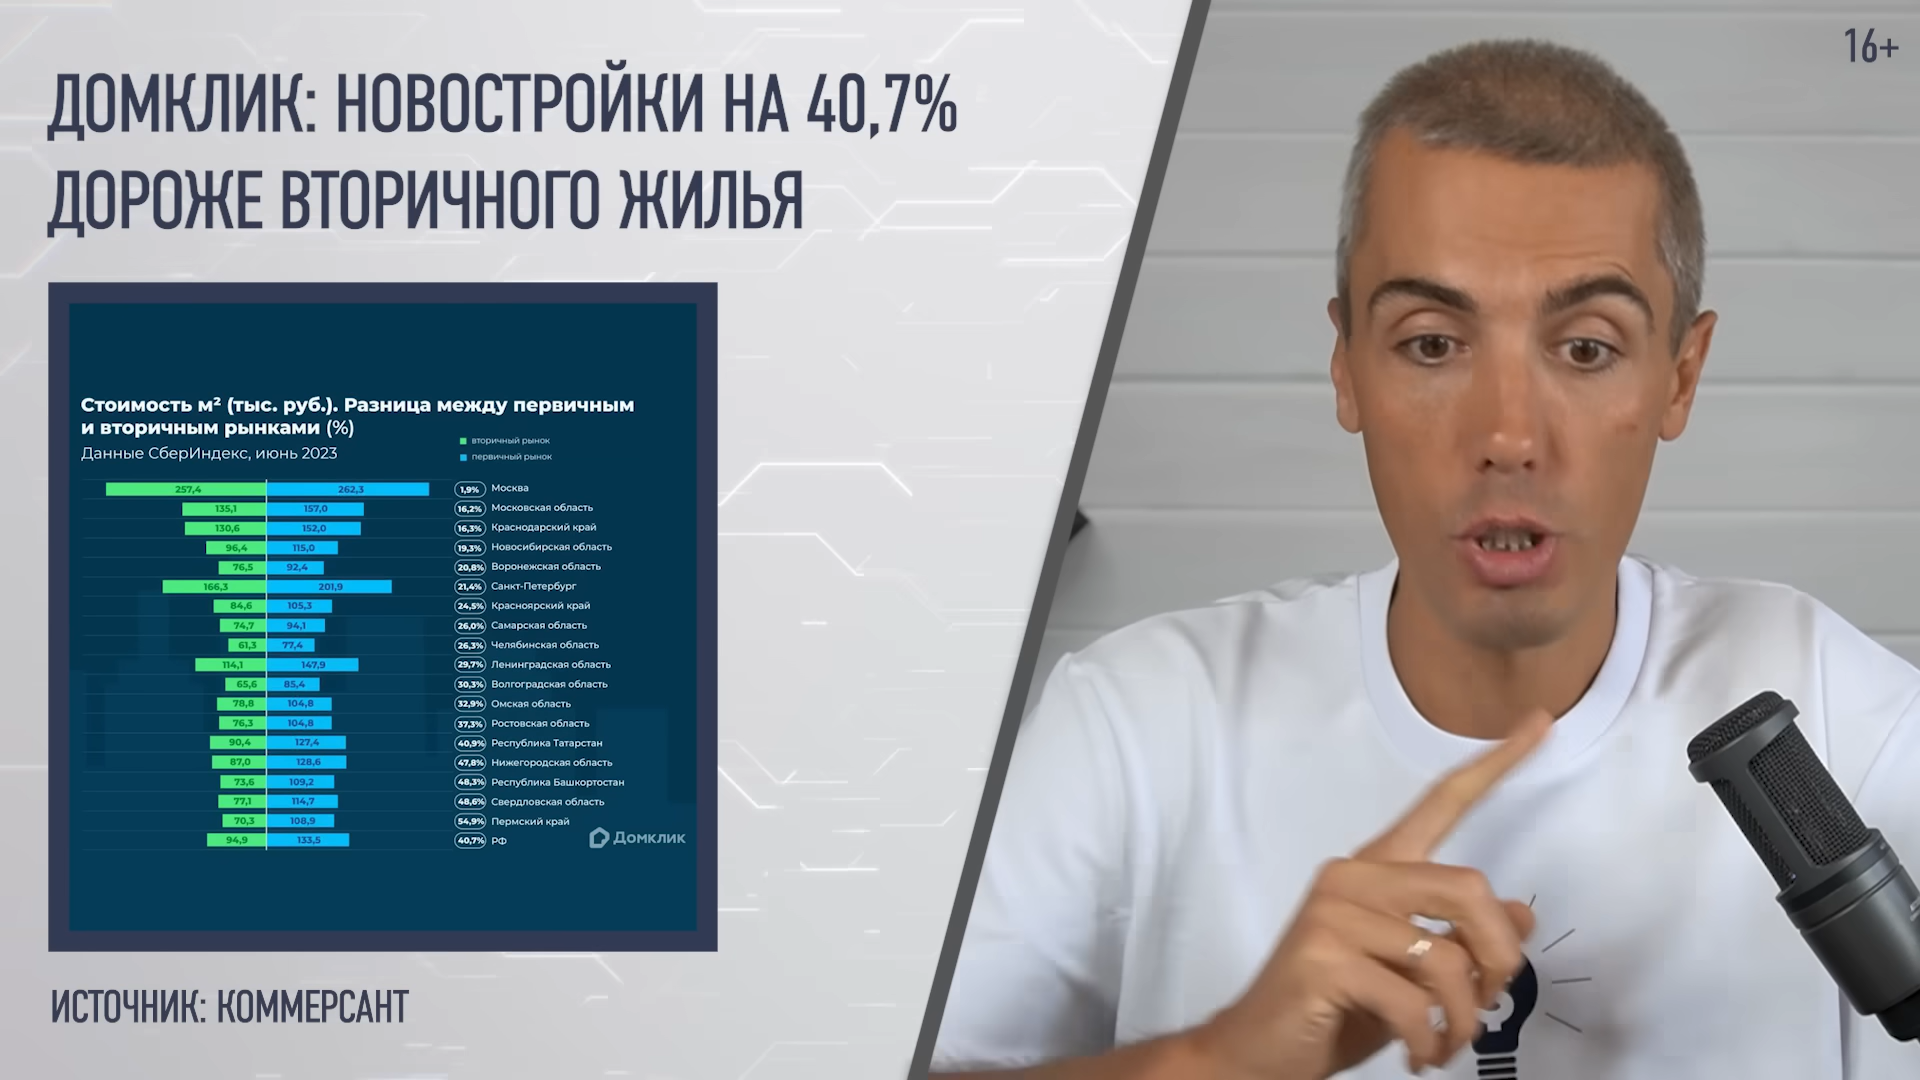 16+
ДОМКЛИК: НОВОСТРОЙКИ НА 40,7%
ДОРОЖЕ ВТОРИЧНОГО ЖИЛЬЯ
Стоимость м² (тыс. руб.). Разница между первичным
и вторичным рынками (%)
Данные СберИндекс, июнь 2023
вторичный рынок
первичный рынок
257,4 262,3 1,9% Москва
135,1 157,0 16,2% Московская область
130,6 152,0 16,3% Краснодарский край
96,4 115,0 19,3% Новосибирская область
76,5 92,4 20,8% Воронежская область
166,3 201,9 21,4% Санкт-Петербург
84,6 105,3 24,5% Красноярский край
74,7 94,1 26,0% Самарская область
61,3 77,4 26,3% Челябинская область
114,1 147,9 29,7% Ленинградская область
65,6 85,4 30,3% Волгоградская область
78,8 104,8 32,9% Омская область
76,3 104,8 37,3% Ростовская область
90,4 127,4 40,9% Республика Татарстан
87,0 128,6 47,8% Нижегородская область
73,6 109,2 48,3% Республика Башкортостан
77,1 114,7 48,6% Свердловская область
70,3 108,9 54,9% Пермский край
94,9 133,5 40,7% РФ
Домклик
ИСТОЧНИК: КОММЕРСАНТ